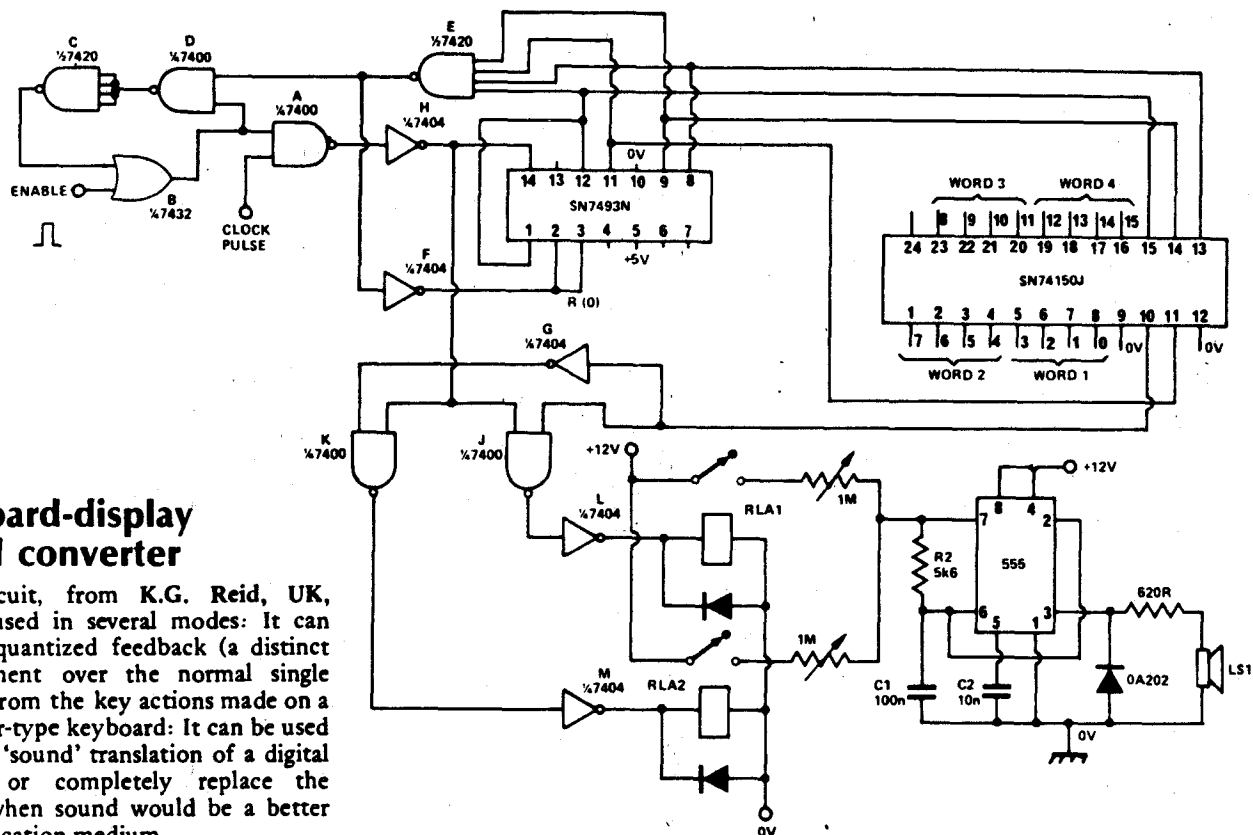 C
½7420
D
¼7400
A
¼7400
H
¼7404
E
½7420
ENABLE
B
¼7432
CLOCK
PULSE
0V
14 13 12 11 10 9 8
SN7493N
1 2 3 4 5 6 7
+5V
F
¼7404
R (0)
WORD 3
WORD 4
8 9 10 11 12 13 14 15
24 23 22 21 20 19 18 17 16 15 14 13
SN74150J
1 2 3 4 5 6 7 8 9 10 11 12
7 6 5 4 3 2 1 0 0V 0V
WORD 2
WORD 1
G
¼7404
K
¼7400
J
¼7400
+12V
L
¼7404
RLA1
1M
M
¼7404
RLA2
1M
0V
R2
5k6
+12V
8 4
7 2
555
6 3
5 1
C1
100n
C2
10n
620R
0A202
LS1
0V
oard-display
converter
cuit, from K.G. Reid, UK,
used in several modes: It can
quantized feedback (a distinct
ment over the normal single
from the key actions made on a
r-type keyboard: It can be used
'sound' translation of a digital
or completely replace the
when sound would be a better
ication medium.